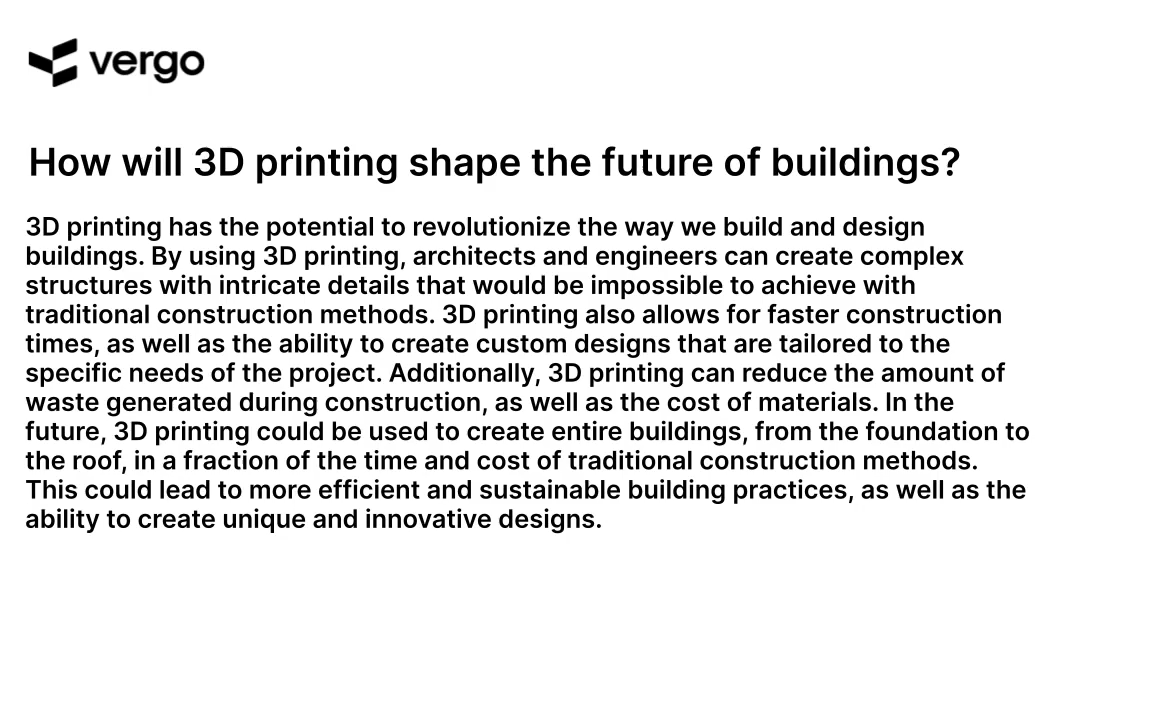 vergo
How will 3D printing shape the future of buildings?
3D printing has the potential to revolutionize the way we build and design
buildings. By using 3D printing, architects and engineers can create complex
structures with intricate details that would be impossible to achieve with
traditional construction methods. 3D printing also allows for faster construction
times, as well as the ability to create custom designs that are tailored to the
specific needs of the project. Additionally, 3D printing can reduce the amount of
waste generated during construction, as well as the cost of materials. In the
future, 3D printing could be used to create entire buildings, from the foundation to
the roof, in a fraction of the time and cost of traditional construction methods.
This could lead to more efficient and sustainable building practices, as well as the
ability to create unique and innovative designs.